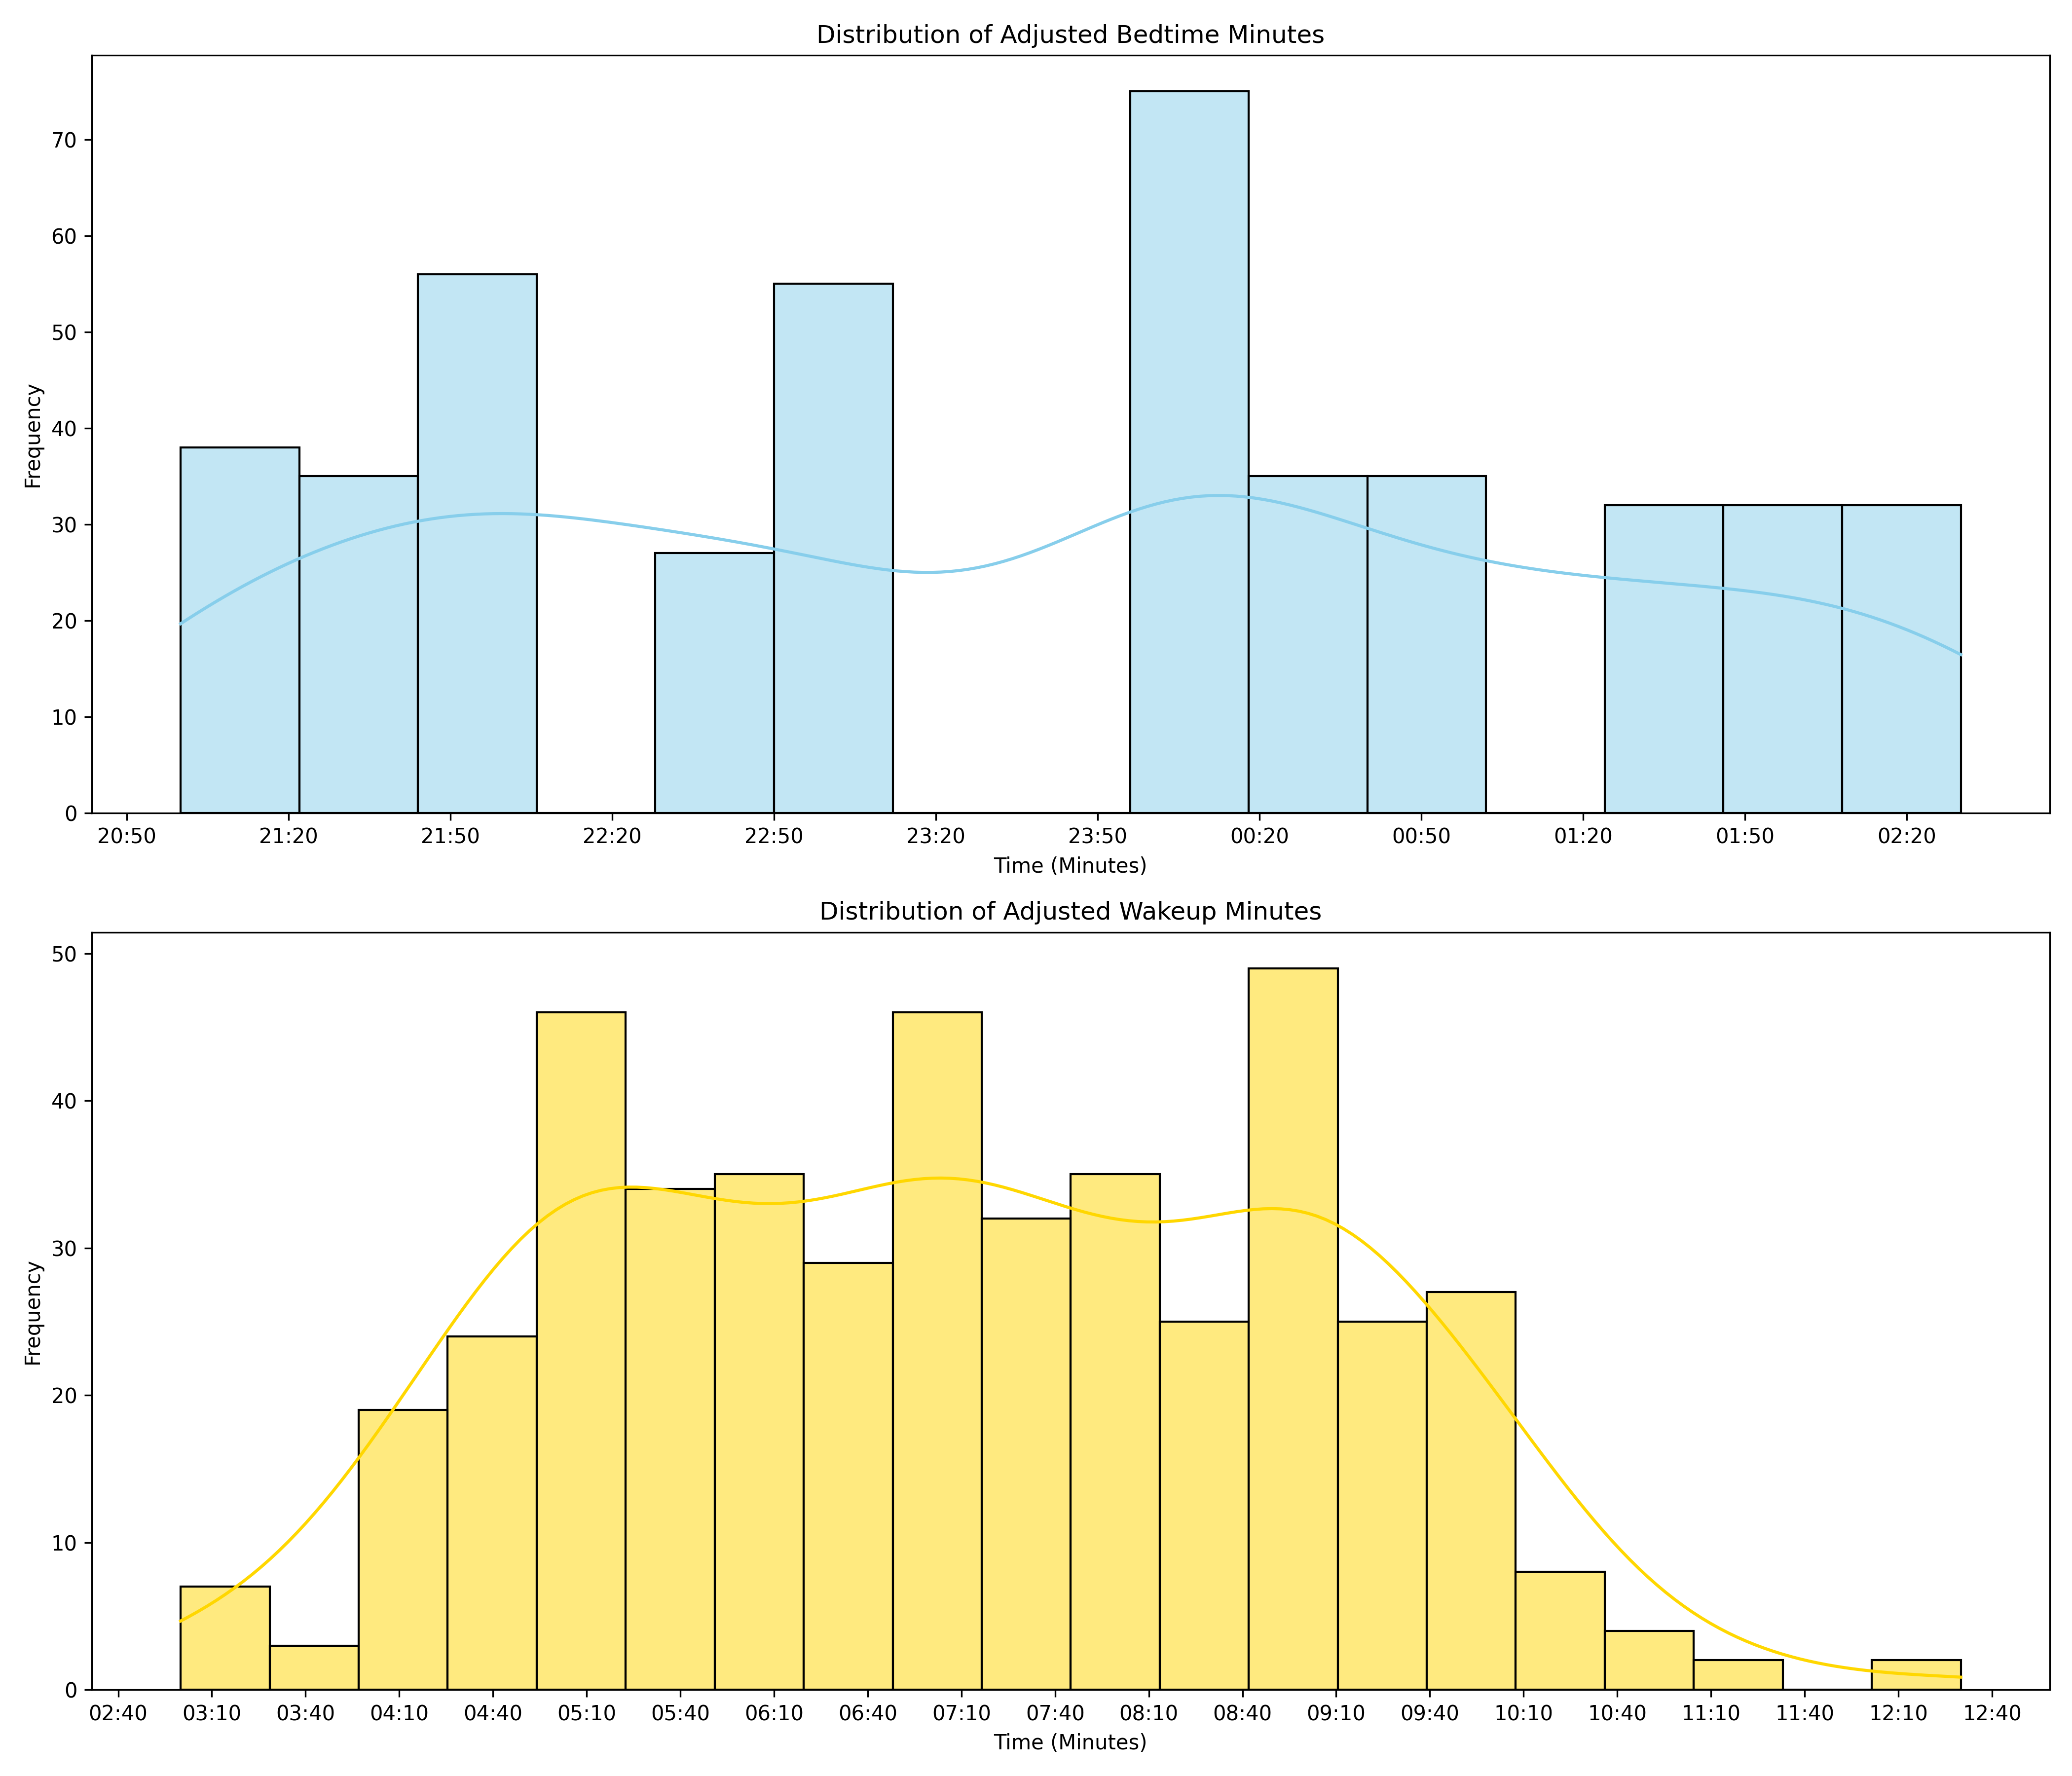 Distribution of Adjusted Bedtime Minutes
Frequency
70
60
50
40
30
20
10
0
20:50 21:20 21:50 22:20 22:50 23:20 23:50 00:20 00:50 01:20 01:50 02:20
Time (Minutes)
Distribution of Adjusted Wakeup Minutes
Frequency
50
40
30
20
10
0
02:40 03:10 03:40 04:10 04:40 05:10 05:40 06:10 06:40 07:10 07:40 08:10 08:40 09:10 09:40 10:10 10:40 11:10 11:40 12:10 12:40
Time (Minutes)